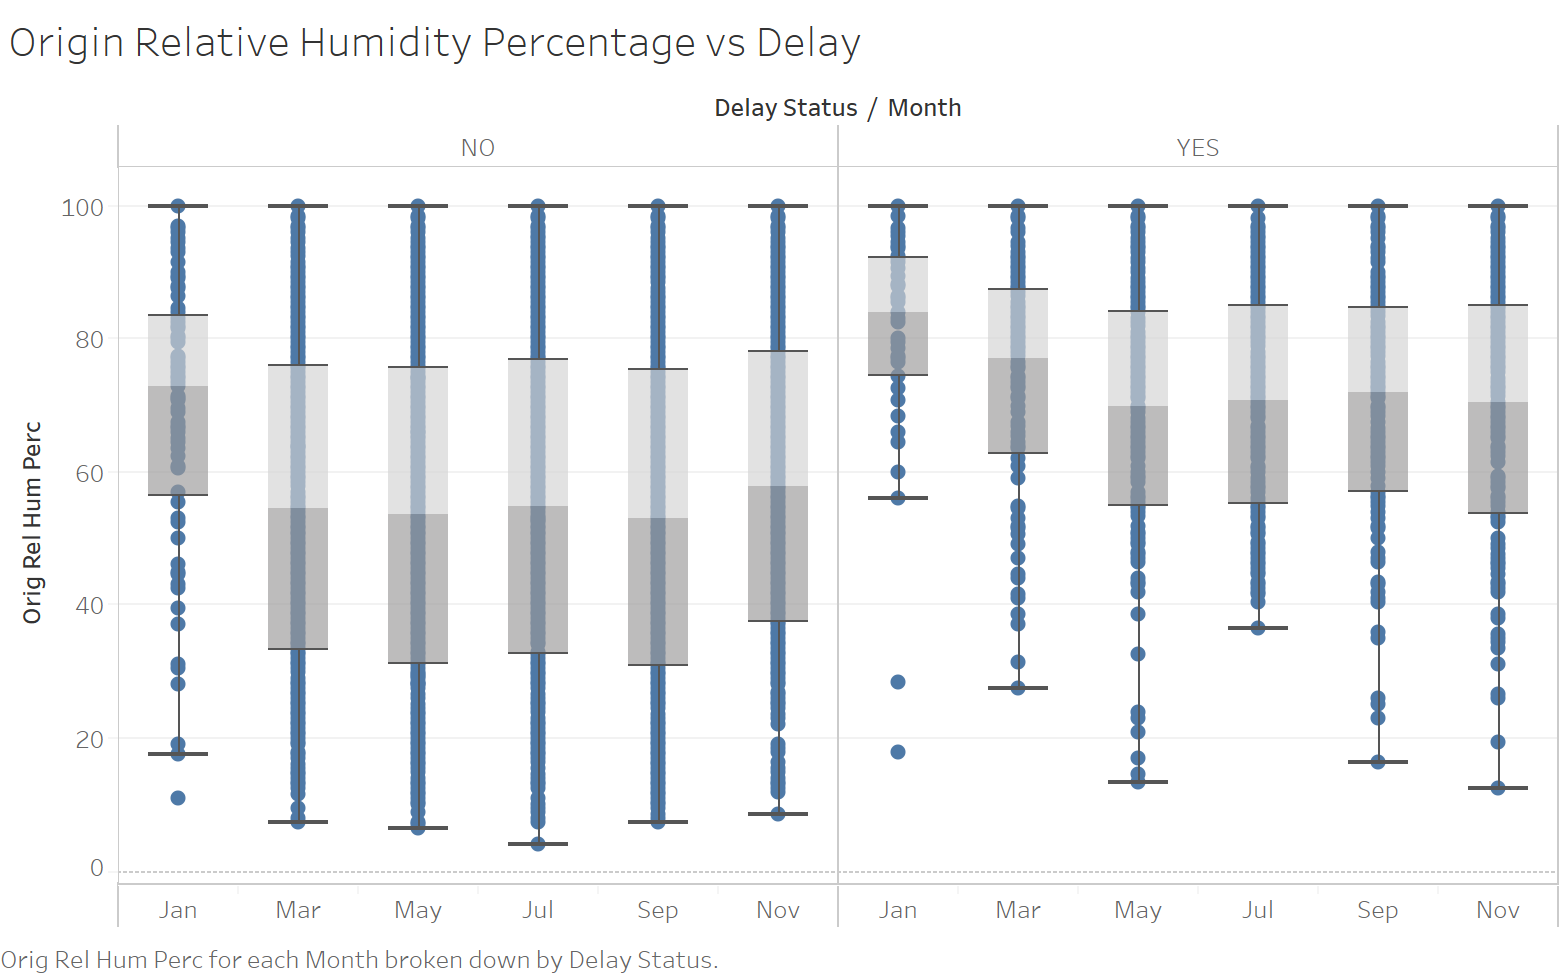 Origin Relative Humidity Percentage vs Delay
Delay Status / Month
NO
YES
100
80
60
40
20
0
Orig Rel Hum Perc
Jan Mar May Jul Sep Nov Jan Mar May Jul Sep Nov
Orig Rel Hum Perc for each Month broken down by Delay Status.